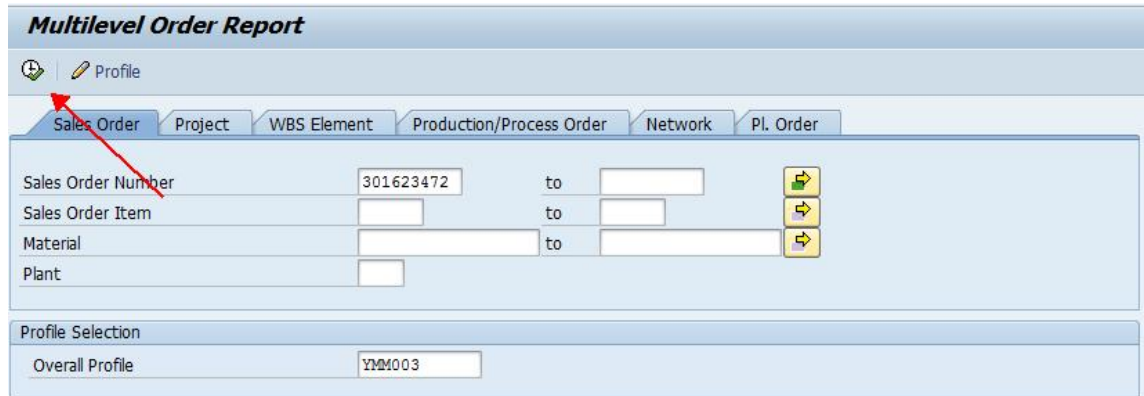 Multilevel Order Report
Profile
Sales Order Project WBS Element Production/Process Order Network Pl. Order
Sales Order Number 301623472 to
Sales Order Item to
Material to
Plant
Profile Selection
Overall Profile YMM003